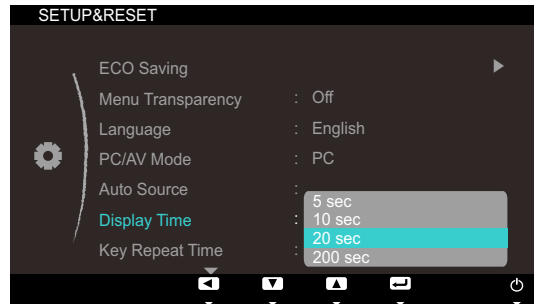 SETUP&RESET
ECO Saving
Menu Transparency : Off
Language : English
PC/AV Mode : PC
Auto Source :
Display Time :
Key Repeat Time :
5 sec
10 sec
20 sec
200 sec